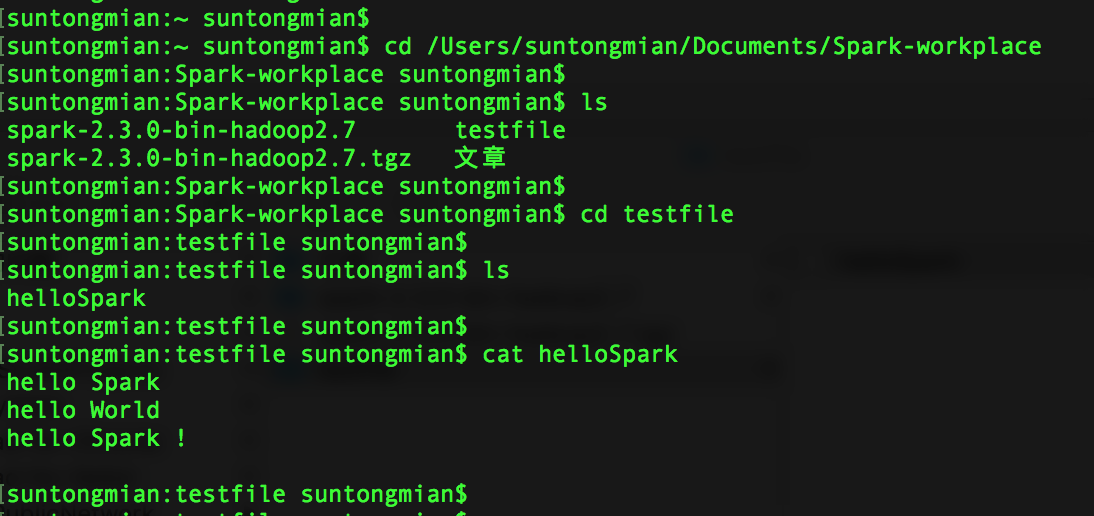 [suntongmian:~ suntongmian$
[suntongmian:~ suntongmian$ cd /Users/suntongmian/Documents/Spark-workplace
[suntongmian:Spark-workplace suntongmian$
[suntongmian:Spark-workplace suntongmian$ ls
spark-2.3.0-bin-hadoop2.7 testfile
spark-2.3.0-bin-hadoop2.7.tgz 文章
[suntongmian:Spark-workplace suntongmian$
[suntongmian:Spark-workplace suntongmian$ cd testfile
[suntongmian:testfile suntongmian$
[suntongmian:testfile suntongmian$ ls
helloSpark
[suntongmian:testfile suntongmian$
[suntongmian:testfile suntongmian$ cat helloSpark
hello Spark
hello World
hello Spark !
[suntongmian:testfile suntongmian$